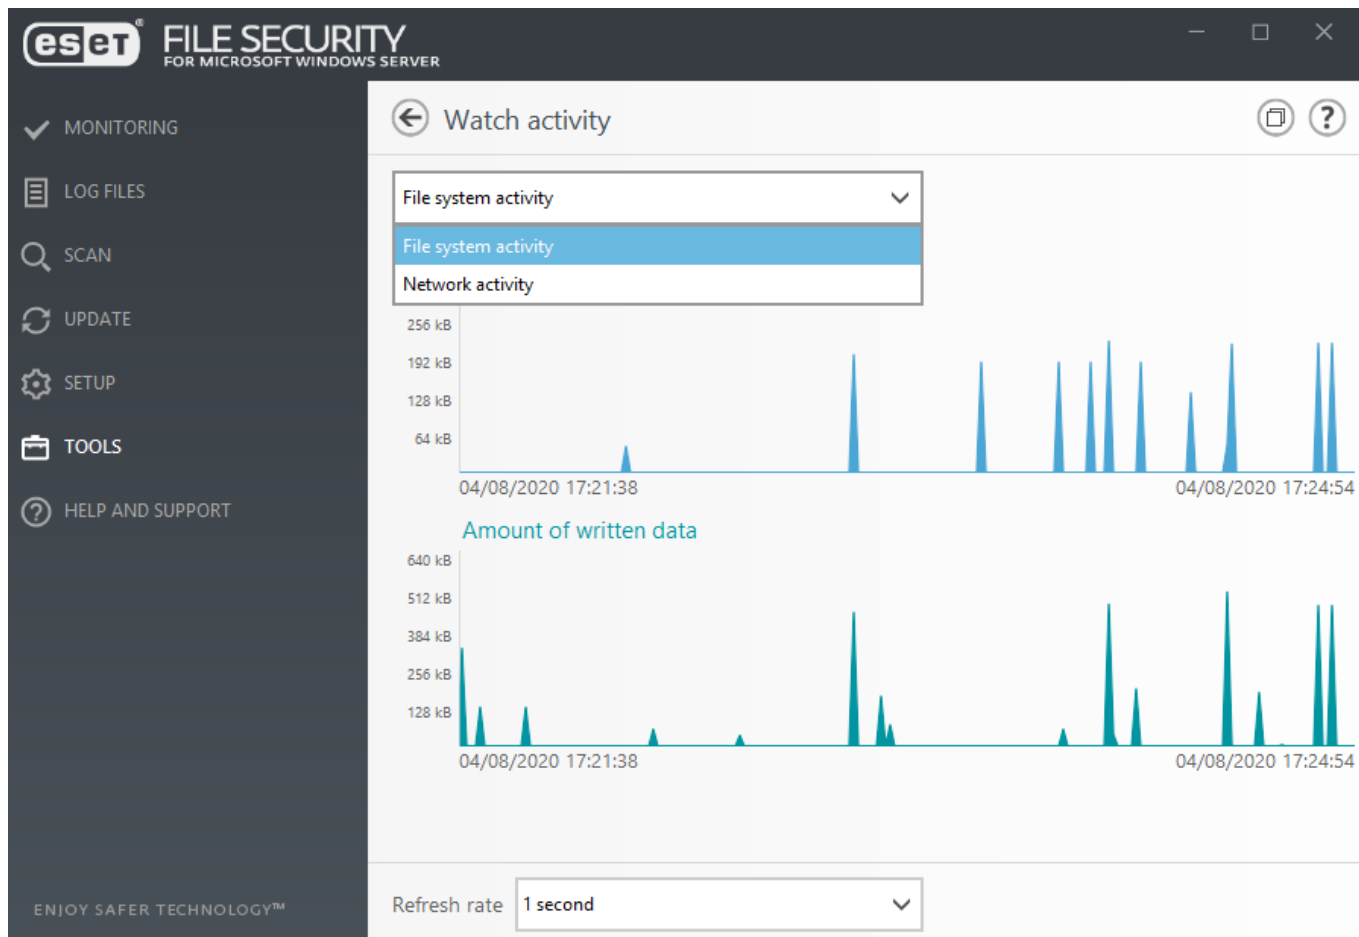 eset® FILE SECURITY
FOR MICROSOFT WINDOWS SERVER
MONITORING
LOG FILES
SCAN
UPDATE
SETUP
TOOLS
HELP AND SUPPORT
ENJOY SAFER TECHNOLOGY™
Watch activity
?
File system activity
File system activity
Network activity
256 kB
192 kB
128 kB
64 kB
04/08/2020 17:21:38 04/08/2020 17:24:54
Amount of written data
640 kB
512 kB
384 kB
256 kB
128 kB
04/08/2020 17:21:38 04/08/2020 17:24:54
Refresh rate 1 second